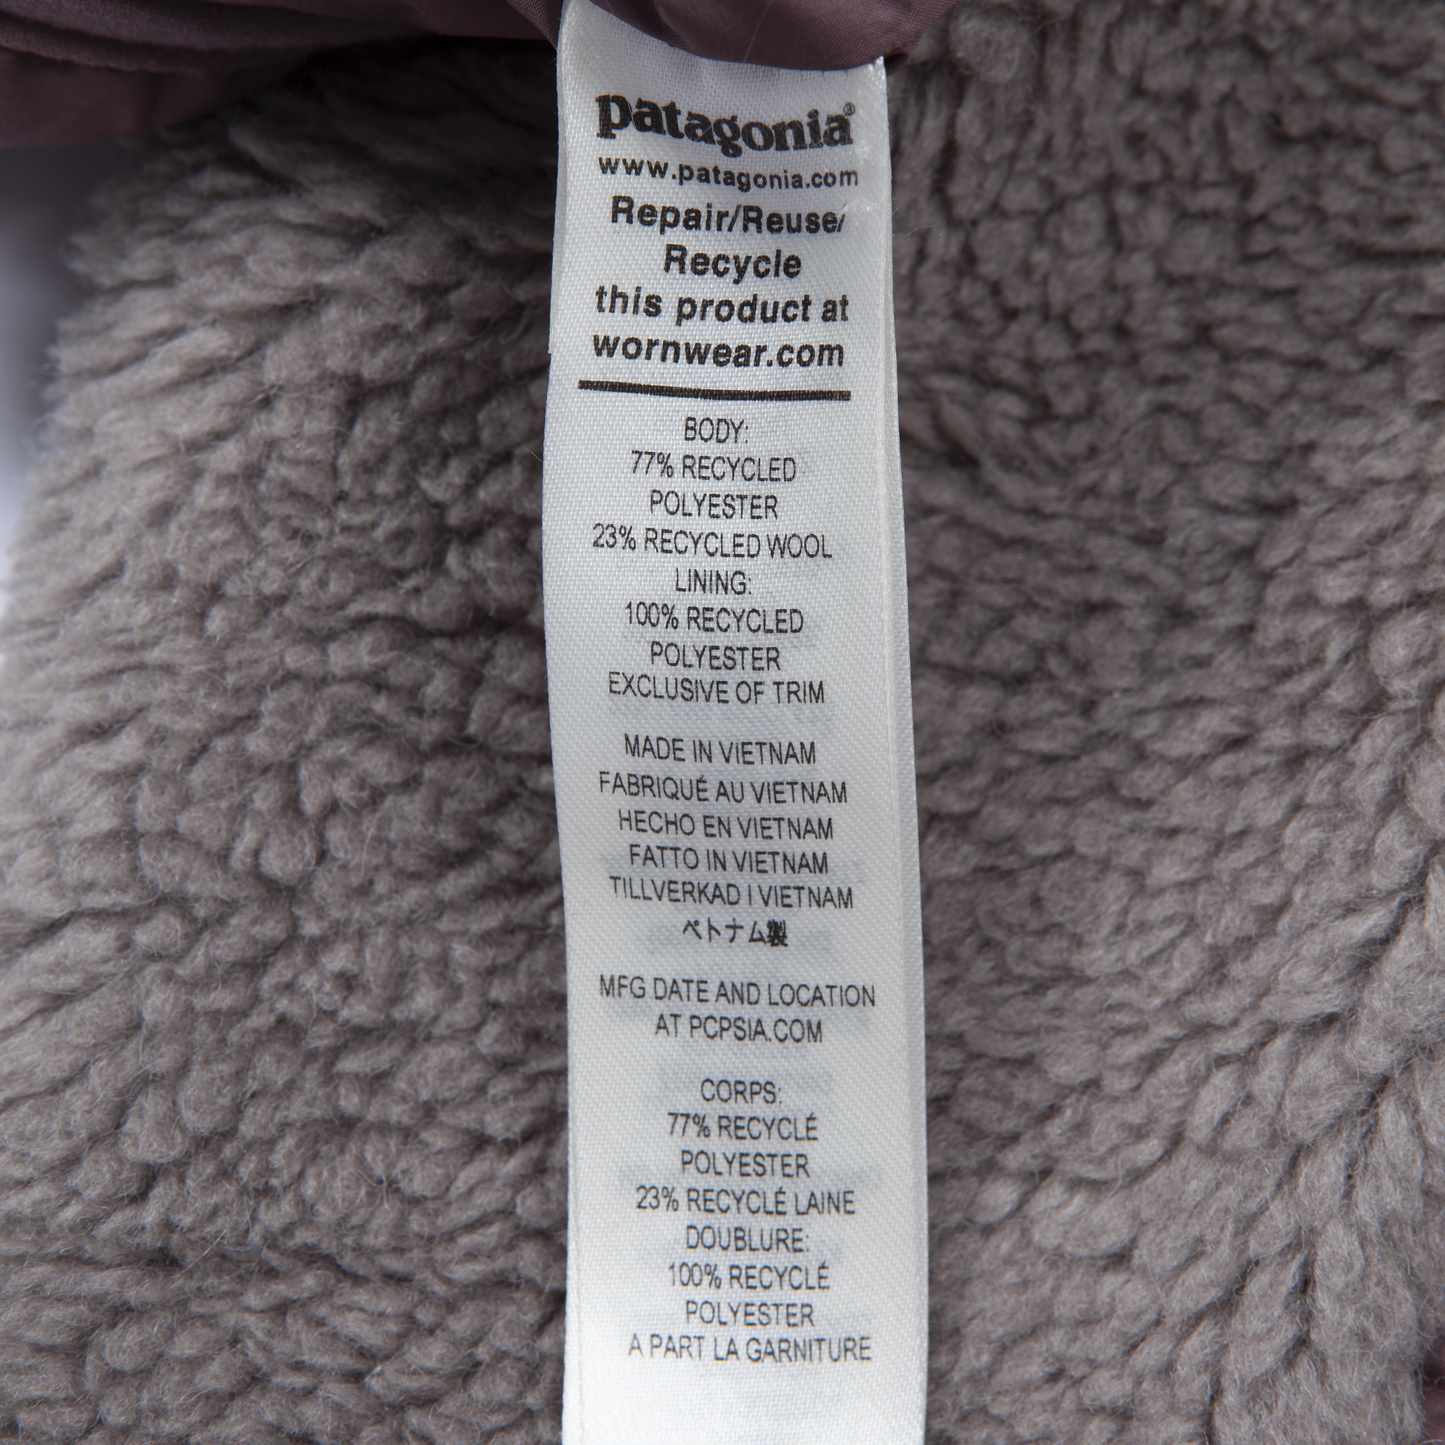 patagonia®
www.patagonia.com
Repair/Reuse/
Recycle
this product at
wornwear.com
BODY:
77% RECYCLED
POLYESTER
23% RECYCLED WOOL
LINING:
100% RECYCLED
POLYESTER
EXCLUSIVE OF TRIM
MADE IN VIETNAM
FABRIQUÉ AU VIETNAM
HECHO EN VIETNAM
FATTO IN VIETNAM
TILLVERKAD I VIETNAM
ベトナム製
MFG DATE AND LOCATION
AT PCPSIA.COM
CORPS:
77% RECYCLÉ
POLYESTER
23% RECYCLÉ LAINE
DOUBLURE:
100% RECYCLÉ
POLYESTER
A PART LA GARNITURE